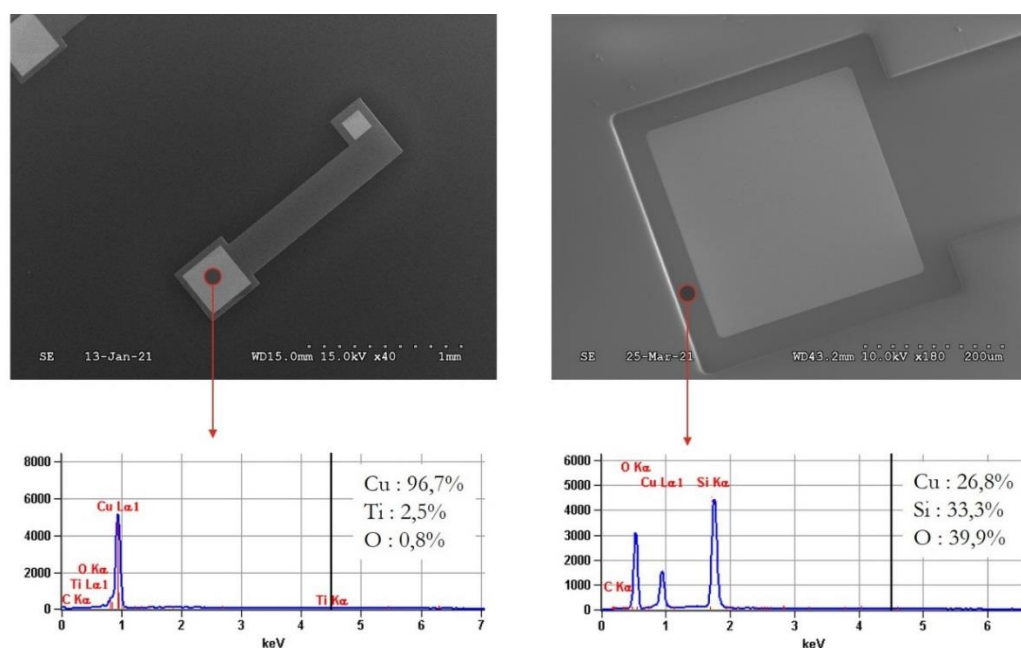 SE 13-Jan-21 WD15.0mm 15.0kV x40 1mm
SE 25-Mar-21 WD43.2mm 10.0kV x180 200um
8000
6000
4000
2000
0
Cu Lα1
O Kα
Ti Lα1
C Kα
Ti Kα
Cu : 96,7%
Ti : 2,5%
O : 0,8%
0 1 2 3 4 5 6 7
keV
6000
5000
4000
3000
2000
1000
0
O Kα
Cu Lα1 Si Kα
C Kα
Cu : 26,8%
Si : 33,3%
O : 39,9%
0 1 2 3 4 5 6
keV